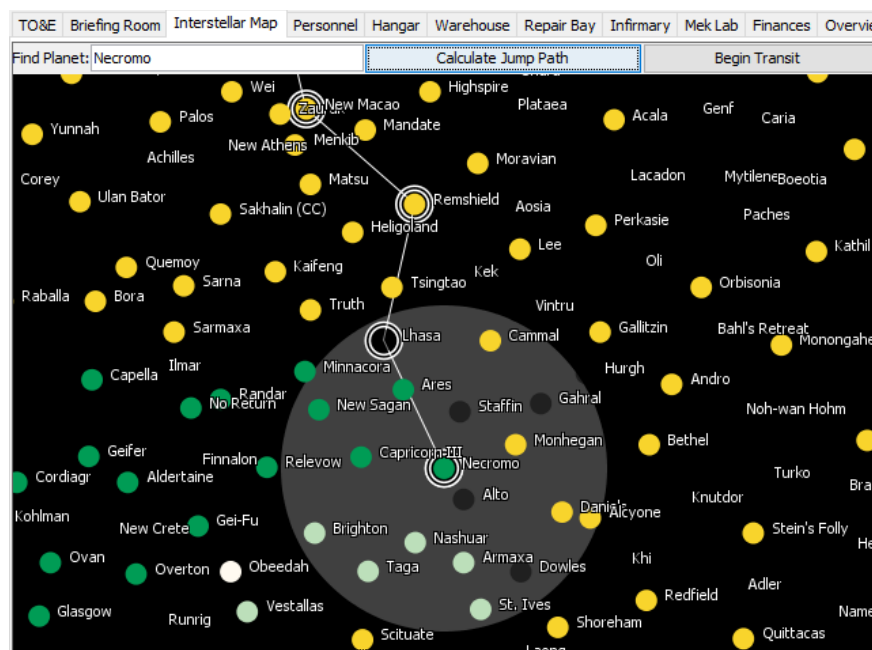 TO&E Briefing Room Interstellar Map Personnel Hangar Warehouse Repair Bay Infirmary Mek Lab Finances
Find Planet: Necromo Calculate Jump Path Begin Transit
Wei
Highspire
New Macao
Plataea
Genf
Acala
Caria
Palos
Mandate
Yunnah
New Athens
Menkib
Achilles
Moravian
Corey
Matsu
Lacadon
Mytilene
Boeotia
Ulan Bator
Remshield
Sakhalin (CC)
Aosia
Paches
Perkasie
Heligoland
Lee
Kathil
Oli
Quemoy
Kaifeng
Kek
Sarna
Tsingtao
Orbisonia
Raballa
Bora
Truth
Vintru
Sarmaxa
Lhasa
Cammal
Gallitzin
Bahl's Retreat
Ilmar
Minnacora
Hurgh
Capella
Andro
Ares
Randar
No Return
New Sagan
Staffin
Gahral
Noh-wan Hohm
Monhegan
Bethel
Geifer
Finnalon
Relevow
Capricorn III
Necromo
Cordiagr
Aldertaine
Turko
Alto
Knutdor
Kohlman
Daniels
Alcyone
New Crete
Gei-Fu
Brighton
Nashuar
Stein's Folly
Ovan
Armaxa
Khi
Overton
Obeedah
Taga
Dowles
Adler
Redfield
Glasgow
Vestallas
St. Ives
Runrig
Shoreham
Scituate
Quittacas